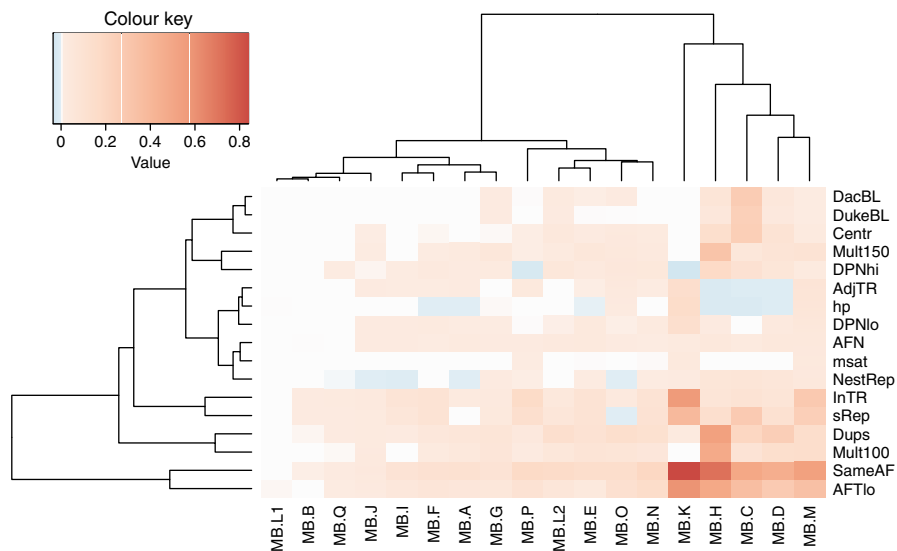 Colour key
0 0.2 0.4 0.6 0.8
Value
DacBL
DukeBL
Centr
Mult150
DPNhi
AdjTR
hp
DPNlo
AFN
msat
NestRep
InTR
sRep
Dups
Mult100
SameAF
AFTlo
MB.L1 MB.B MB.Q MB.J MB.I MB.F MB.A MB.G MB.P MB.L2 MB.E MB.O MB.N MB.K MB.H MB.C MB.D MB.M